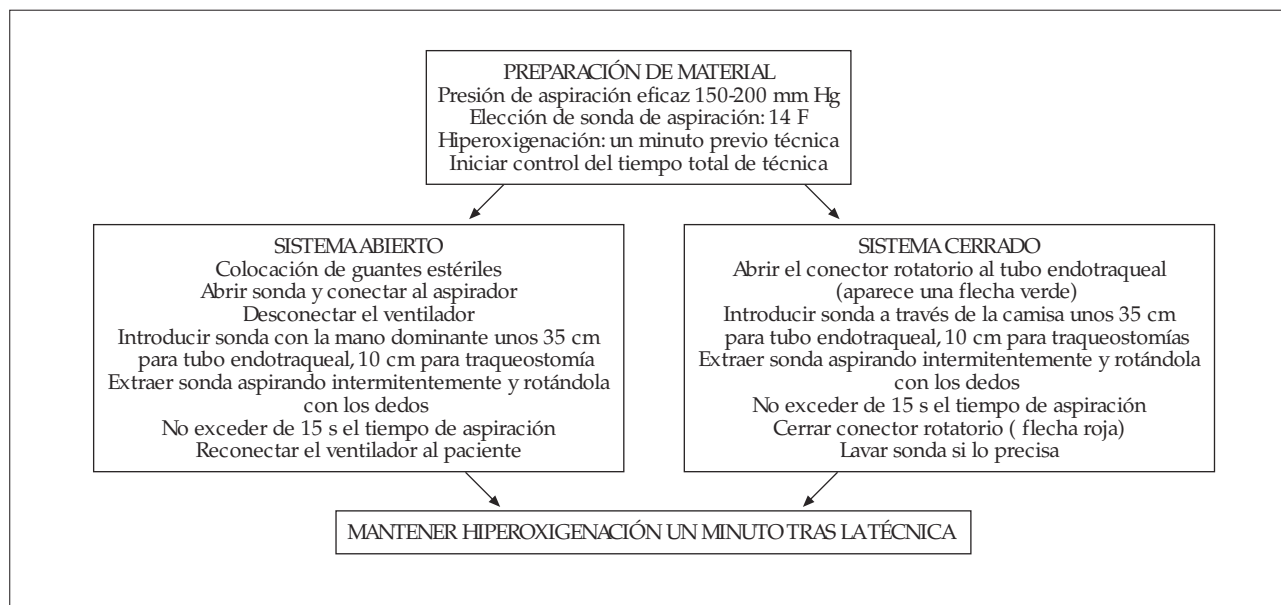 PREPARACIÓN DE MATERIAL
Presión de aspiración eficaz 150-200 mm Hg
Elección de sonda de aspiración: 14 F
Hiperoxigenación: un minuto previo técnica
Iniciar control del tiempo total de técnica
SISTEMA ABIERTO
Colocación de guantes estériles
Abrir sonda y conectar al aspirador
Desconectar el ventilador
Introducir sonda con la mano dominante unos 35 cm
para tubo endotraqueal, 10 cm para traqueostomía
Extraer sonda aspirando intermitentemente y rotándola
con los dedos
No exceder de 15 s el tiempo de aspiración
Reconectar el ventilador al paciente
SISTEMA CERRADO
Abrir el conector rotatorio al tubo endotraqueal
(aparece una flecha verde)
Introducir sonda a través de la camisa unos 35 cm
para tubo endotraqueal, 10 cm para traqueostomías
Extraer sonda aspirando intermitentemente y rotándola
con los dedos
No exceder de 15 s el tiempo de aspiración
Cerrar conector rotatorio ( flecha roja)
Lavar sonda si lo precisa
MANTENER HIPEROXIGENACIÓN UN MINUTO TRAS LA TÉCNICA